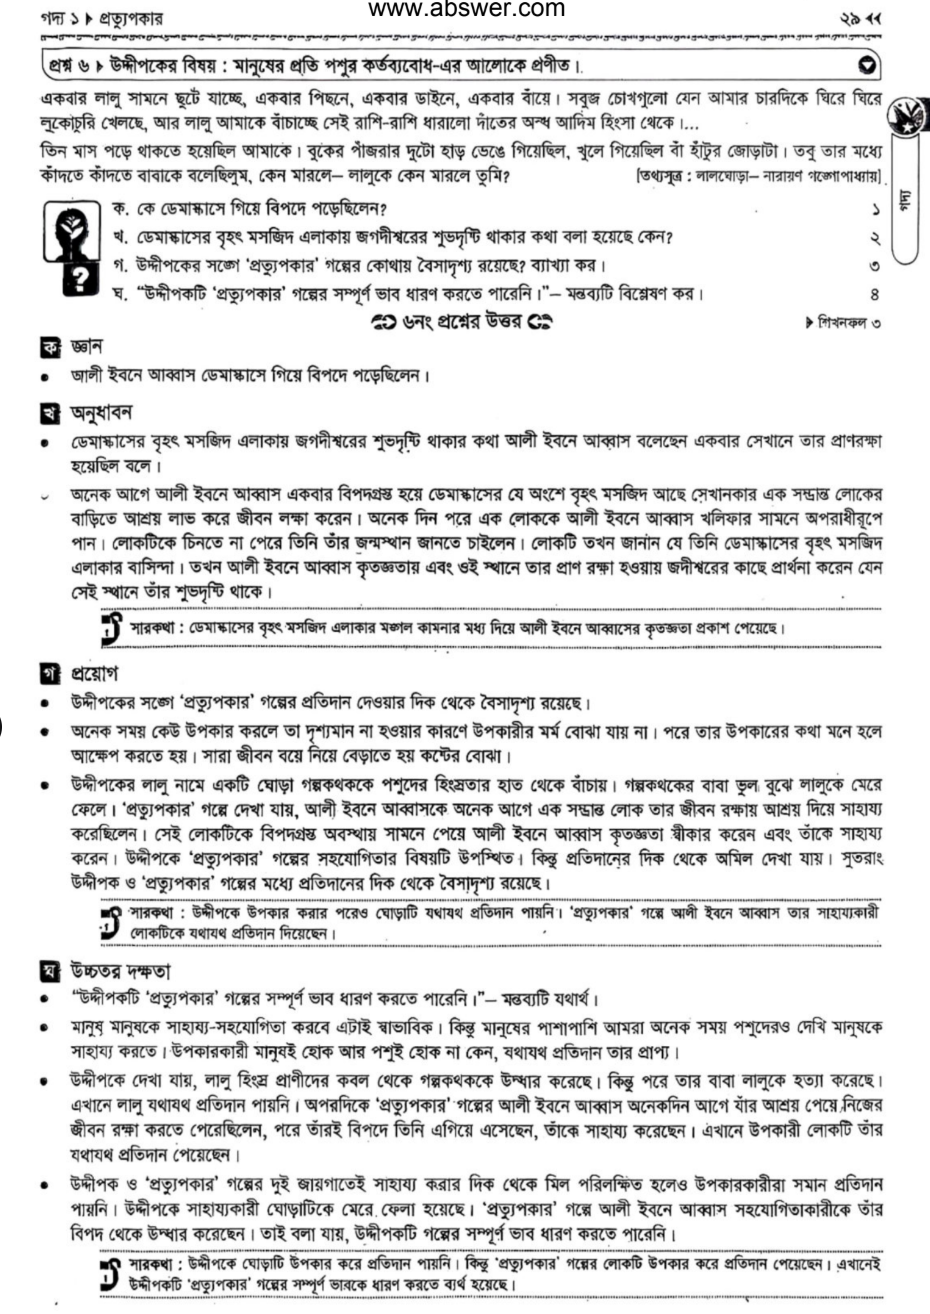 www.abswer.com
গদ্য ১ ▶ প্রত্যুপকার
২৯ ◀◀
প্রশ্ন ৬ ▶ উদ্দীপকের বিষয় : মানুষের প্রতি পশুর কর্তব্যবোধ-এর আলোকে প্রণীত।
একবার লালু সামনে ছুটে যাচ্ছে, একবার পিছনে, একবার ডাইনে, একবার বাঁয়ে। সবুজ চোখগুলো যেন আমার চারদিকে ঘিরে ঘিরে
লুকোচুরি খেলছে, আর লালু আমাকে বাঁচাচ্ছে সেই রাশি-রাশি ধারালো দাঁতের অন্ধ আদিম হিংসা থেকে।...
তিন মাস পড়ে থাকতে হয়েছিল আমাকে। বুকের পাঁজরার দুটো হাড় ভেঙে গিয়েছিল, খুলে গিয়েছিল বাঁ হাঁটুর জোড়াটা। তবু তার মধ্যে
কাঁদতে কাঁদতে বাবাকে বলেছিলুম, কেন মারলে– লালুকে কেন মারলে তুমি?
[তথ্যসূত্র : লালঘোড়া– নারায়ণ গঙ্গোপাধ্যায়]
গদ্য
ক. কে ডেমাস্কাসে গিয়ে বিপদে পড়েছিলেন? ১
খ. ডেমাস্কাসের বৃহৎ মসজিদ এলাকায় জগদীশ্বরের শুভদৃষ্টি থাকার কথা বলা হয়েছে কেন? ২
গ. উদ্দীপকের সঙ্গে ‘প্রত্যুপকার’ গল্পের কোথায় বৈসাদৃশ্য রয়েছে? ব্যাখ্যা কর। ৩
ঘ. “উদ্দীপকটি ‘প্রত্যুপকার’ গল্পের সম্পূর্ণ ভাব ধারণ করতে পারেনি।”– মন্তব্যটি বিশ্লেষণ কর। ৪
৬নং প্রশ্নের উত্তর
▶ শিখনফল ৩
ক জ্ঞান
• আলী ইবনে আব্বাস ডেমাস্কাসে গিয়ে বিপদে পড়েছিলেন।
খ অনুধাবন
• ডেমাস্কাসের বৃহৎ মসজিদ এলাকায় জগদীশ্বরের শুভদৃষ্টি থাকার কথা আলী ইবনে আব্বাস বলেছেন একবার সেখানে তার প্রাণরক্ষা
হয়েছিল বলে।
অনেক আগে আলী ইবনে আব্বাস একবার বিপদগ্রস্ত হয়ে ডেমাস্কাসের যে অংশে বৃহৎ মসজিদ আছে সেখানকার এক সম্ভ্রান্ত লোকের
বাড়িতে আশ্রয় লাভ করে জীবন লক্ষা করেন। অনেক দিন পরে এক লোককে আলী ইবনে আব্বাস খলিফার সামনে অপরাধীরূপে
পান। লোকটিকে চিনতে না পেরে তিনি তাঁর জন্মস্থান জানতে চাইলেন। লোকটি তখন জানান যে তিনি ডেমাস্কাসের বৃহৎ মসজিদ
এলাকার বাসিন্দা। তখন আলী ইবনে আব্বাস কৃতজ্ঞতায় এবং ওই স্থানে তার প্রাণ রক্ষা হওয়ায় জদীশ্বরের কাছে প্রার্থনা করেন যেন
সেই স্থানে তাঁর শুভদৃষ্টি থাকে।
সারকথা : ডেমাস্কাসের বৃহৎ মসজিদ এলাকার মঙ্গল কামনার মধ্য দিয়ে আলী ইবনে আব্বাসের কৃতজ্ঞতা প্রকাশ পেয়েছে।
গ প্রয়োগ
• উদ্দীপকের সঙ্গে ‘প্রত্যুপকার’ গল্পের প্রতিদান দেওয়ার দিক থেকে বৈসাদৃশ্য রয়েছে।
• অনেক সময় কেউ উপকার করলে তা দৃশ্যমান না হওয়ার কারণে উপকারীর মর্ম বোঝা যায় না। পরে তার উপকারের কথা মনে হলে
আক্ষেপ করতে হয়। সারা জীবন বয়ে নিয়ে বেড়াতে হয় কষ্টের বোঝা।
• উদ্দীপকের লালু নামে একটি ঘোড়া গল্পকথককে পশুদের হিংস্রতার হাত থেকে বাঁচায়। গল্পকথকের বাবা ভুল বুঝে লালুকে মেরে
ফেলে। ‘প্রত্যুপকার’ গল্পে দেখা যায়, আলী ইবনে আব্বাসকে অনেক আগে এক সম্ভ্রান্ত লোক তার জীবন রক্ষায় আশ্রয় দিয়ে সাহায্য
করেছিলেন। সেই লোকটিকে বিপদগ্রস্ত অবস্থায় সামনে পেয়ে আলী ইবনে আব্বাস কৃতজ্ঞতা স্বীকার করেন এবং তাঁকে সাহায্য
করেন। উদ্দীপকে ‘প্রত্যুপকার’ গল্পের সহযোগিতার বিষয়টি উপস্থিত। কিন্তু প্রতিদানের দিক থেকে অমিল দেখা যায়। সুতরাং
উদ্দীপক ও ‘প্রত্যুপকার’ গল্পের মধ্যে প্রতিদানের দিক থেকে বৈসাদৃশ্য রয়েছে।
সারকথা : উদ্দীপকে উপকার করার পরেও ঘোড়াটি যথাযথ প্রতিদান পায়নি। ‘প্রত্যুপকার’ গল্পে আলী ইবনে আব্বাস তার সাহায্যকারী
লোকটিকে যথাযথ প্রতিদান দিয়েছেন।
ঘ উচ্চতর দক্ষতা
• “উদ্দীপকটি ‘প্রত্যুপকার’ গল্পের সম্পূর্ণ ভাব ধারণ করতে পারেনি।”– মন্তব্যটি যথার্থ।
• মানুষ মানুষকে সাহায্য-সহযোগিতা করবে এটাই স্বাভাবিক। কিন্তু মানুষের পাশাপাশি আমরা অনেক সময় পশুদেরও দেখি মানুষকে
সাহায্য করতে। উপকারকারী মানুষই হোক আর পশুই হোক না কেন, যথাযথ প্রতিদান তার প্রাপ্য।
• উদ্দীপকে দেখা যায়, লালু হিংস্র প্রাণীদের কবল থেকে গল্পকথককে উদ্ধার করেছে। কিন্তু পরে তার বাবা লালুকে হত্যা করেছে।
এখানে লালু যথাযথ প্রতিদান পায়নি। অপরদিকে ‘প্রত্যুপকার’ গল্পের আলী ইবনে আব্বাস অনেকদিন আগে যাঁর আশ্রয় পেয়ে নিজের
জীবন রক্ষা করতে পেরেছিলেন, পরে তাঁরই বিপদে তিনি এগিয়ে এসেছেন, তাঁকে সাহায্য করেছেন। এখানে উপকারী লোকটি তাঁর
যথাযথ প্রতিদান পেয়েছেন।
• উদ্দীপক ও ‘প্রত্যুপকার’ গল্পের দুই জায়গাতেই সাহায্য করার দিক থেকে মিল পরিলক্ষিত হলেও উপকারকারীরা সমান প্রতিদান
পায়নি। উদ্দীপকে সাহায্যকারী ঘোড়াটিকে মেরে ফেলা হয়েছে। ‘প্রত্যুপকার’ গল্পে আলী ইবনে আব্বাস সহযোগিতাকারীকে তাঁর
বিপদ থেকে উদ্ধার করেছেন। তাই বলা যায়, উদ্দীপকটি গল্পের সম্পূর্ণ ভাব ধারণ করতে পারেনি।
সারকথা : উদ্দীপকে ঘোড়াটি উপকার করে প্রতিদান পায়নি। কিন্তু ‘প্রত্যুপকার’ গল্পের লোকটি উপকার করে প্রতিদান পেয়েছেন। এখানেই
উদ্দীপকটি ‘প্রত্যুপকার’ গল্পের সম্পূর্ণ ভাবকে ধারণ করতে ব্যর্থ হয়েছে।